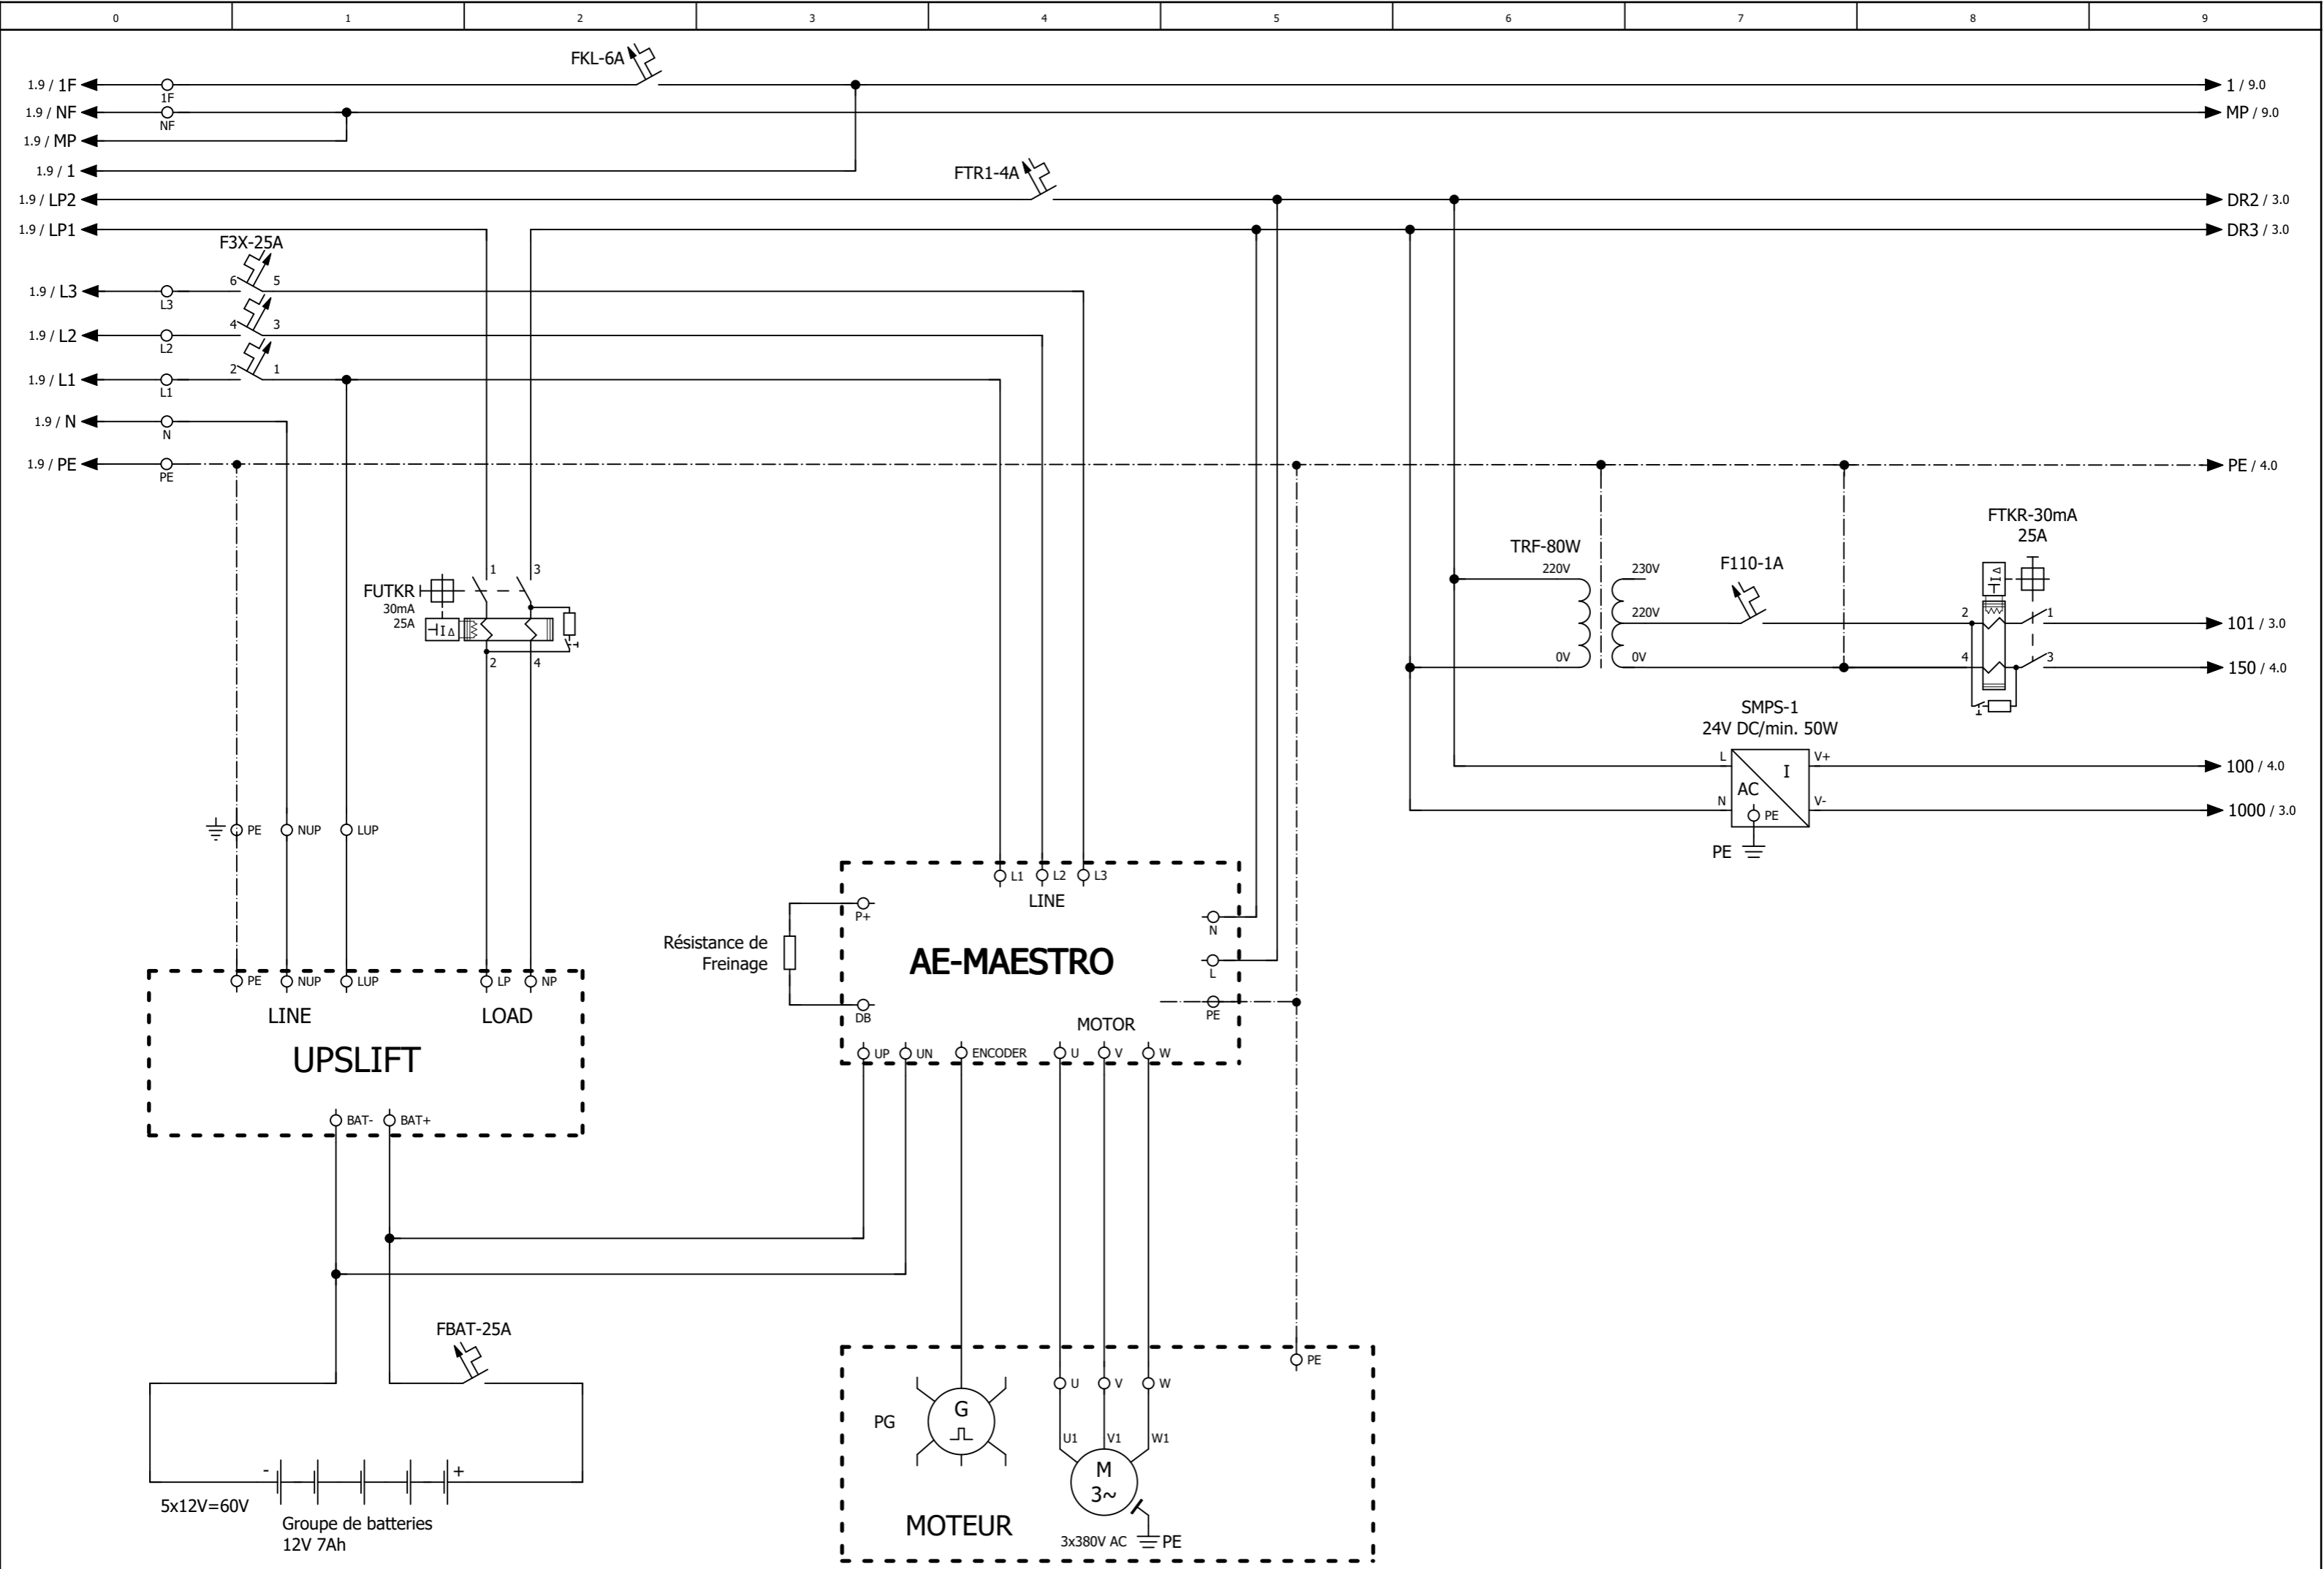 0 1 2 3 4 5 6 7 8 9
FKL-6A
1.9 / 1F
1F
1 / 9.0
1.9 / NF
NF
MP / 9.0
1.9 / MP
1.9 / 1
FTR1-4A
1.9 / LP2
DR2 / 3.0
1.9 / LP1
DR3 / 3.0
F3X-25A
6 5
1.9 / L3
L3
4 3
1.9 / L2
L2
2 1
1.9 / L1
L1
1.9 / N
N
1.9 / PE
PE
PE / 4.0
FTKR-30mA
25A
TRF-80W
220V 230V
F110-1A
FUTKR
30mA
25A
1 3
I Δ
2 4
I Δ
220V
2 1
101 / 3.0
0V 0V
4 3
150 / 4.0
SMPS-1
24V DC/min. 50W
L V+
I
AC
100 / 4.0
N V-
PE
1000 / 3.0
PE
PE NUP LUP
L1 L2 L3
LINE
P+
N
Résistance de
Freinage
AE-MAESTRO
L
DB
PE
MOTOR
UP UN ENCODER U V W
PE NUP LUP LP NP
LINE LOAD
UPSLIFT
BAT- BAT+
FBAT-25A
- +
5x12V=60V
Groupe de batteries
12V 7Ah
PE
U V W
PG
G
U1 V1 W1
M
3~
MOTEUR
3x380V AC
PE